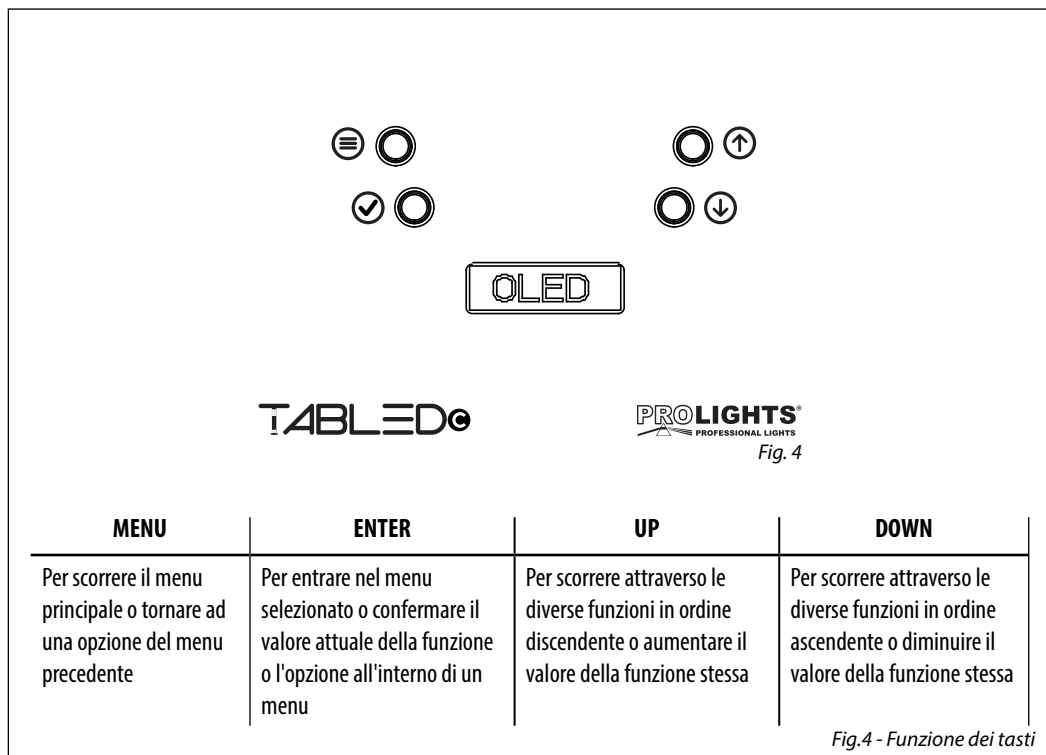 OLED
TABLED C
PROLIGHTS®
PROFESSIONAL LIGHTS
Fig. 4
MENU
ENTER
UP
DOWN
Per scorrere il menu
principale o tornare ad
una opzione del menu
precedente
Per entrare nel menu
selezionato o confermare il
valore attuale della funzione
o l'opzione all'interno di un
menu
Per scorrere attraverso le
diverse funzioni in ordine
discendente o aumentare il
valore della funzione stessa
Per scorrere attraverso le
diverse funzioni in ordine
ascendente o diminuire il
valore della funzione stessa
Fig.4 - Funzione dei tasti